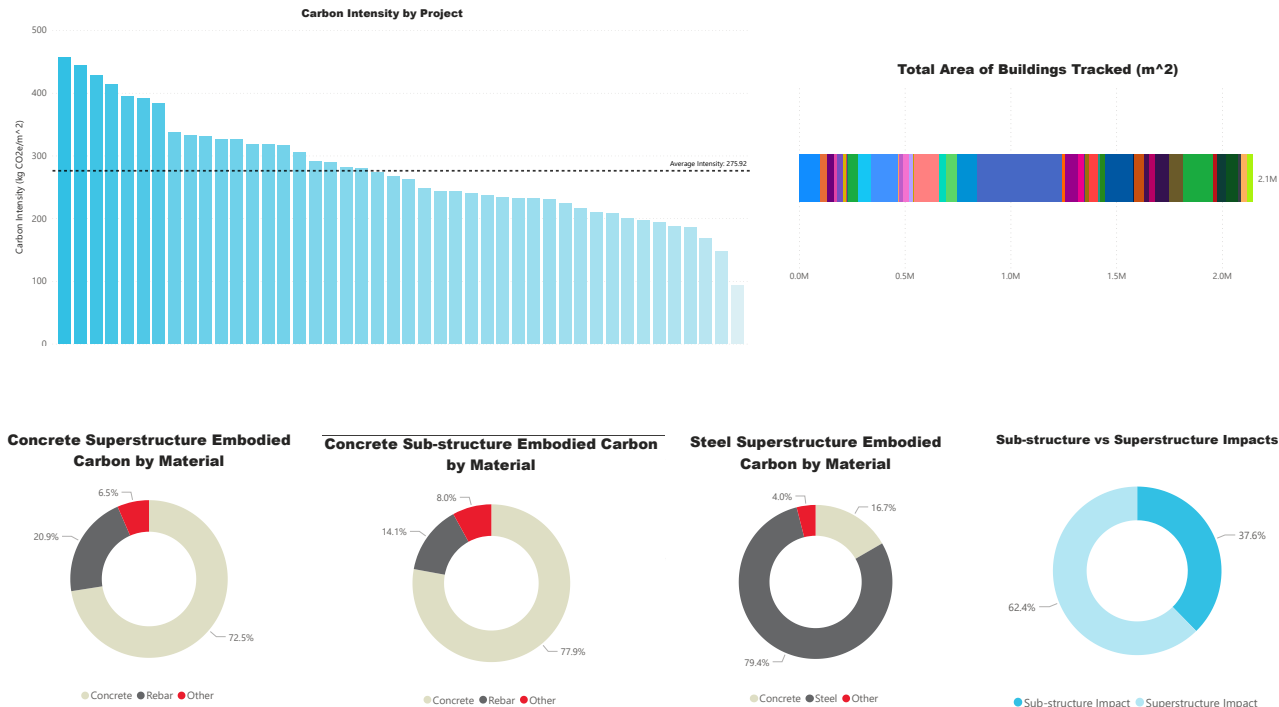 Carbon Intensity by Project
500
400
300
200
100
0
Carbon Intensity (kg CO2e/m^2)
Average Intensity: 275.92
Total Area of Buildings Tracked (m^2)
2.1M
0.0M
0.5M
1.0M
1.5M
2.0M
Concrete Superstructure Embodied
Carbon by Material
6.5%
20.9%
72.5%
Concrete Rebar Other
Concrete Sub-structure Embodied Carbon
by Material
8.0%
14.1%
77.9%
Concrete Rebar Other
Steel Superstructure Embodied
Carbon by Material
4.0%
16.7%
79.4%
Concrete Steel Other
Sub-structure vs Superstructure Impacts
37.6%
62.4%
Sub-structure Impact Superstructure Impact